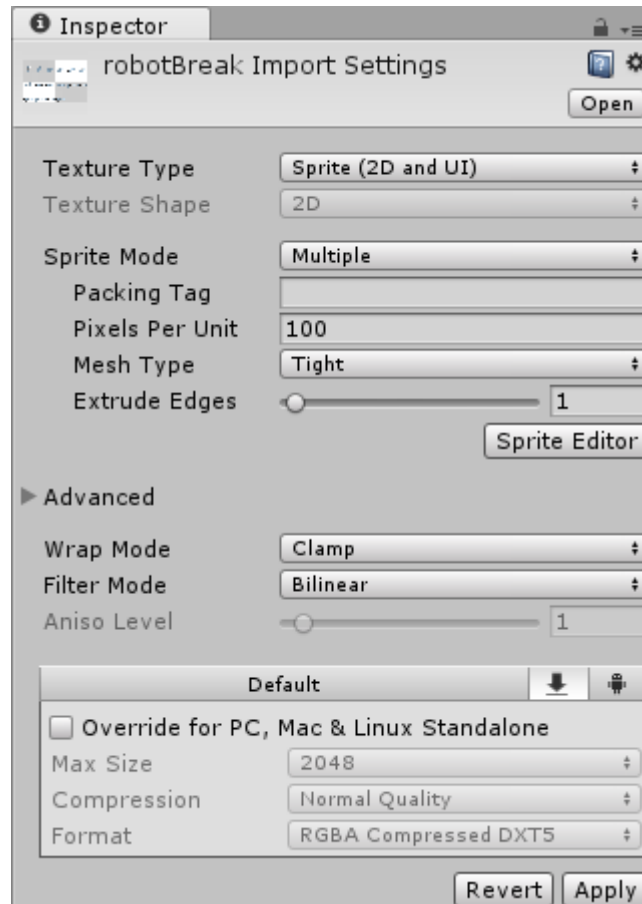 Inspector
robotBreak Import Settings
Open
Texture Type Sprite (2D and UI)
Texture Shape 2D
Sprite Mode Multiple
Packing Tag
Pixels Per Unit 100
Mesh Type Tight
Extrude Edges 1
Sprite Editor
Advanced
Wrap Mode Clamp
Filter Mode Bilinear
Aniso Level 1
Default
Override for PC, Mac & Linux Standalone
Max Size 2048
Compression Normal Quality
Format RGBA Compressed DXT5
Revert Apply